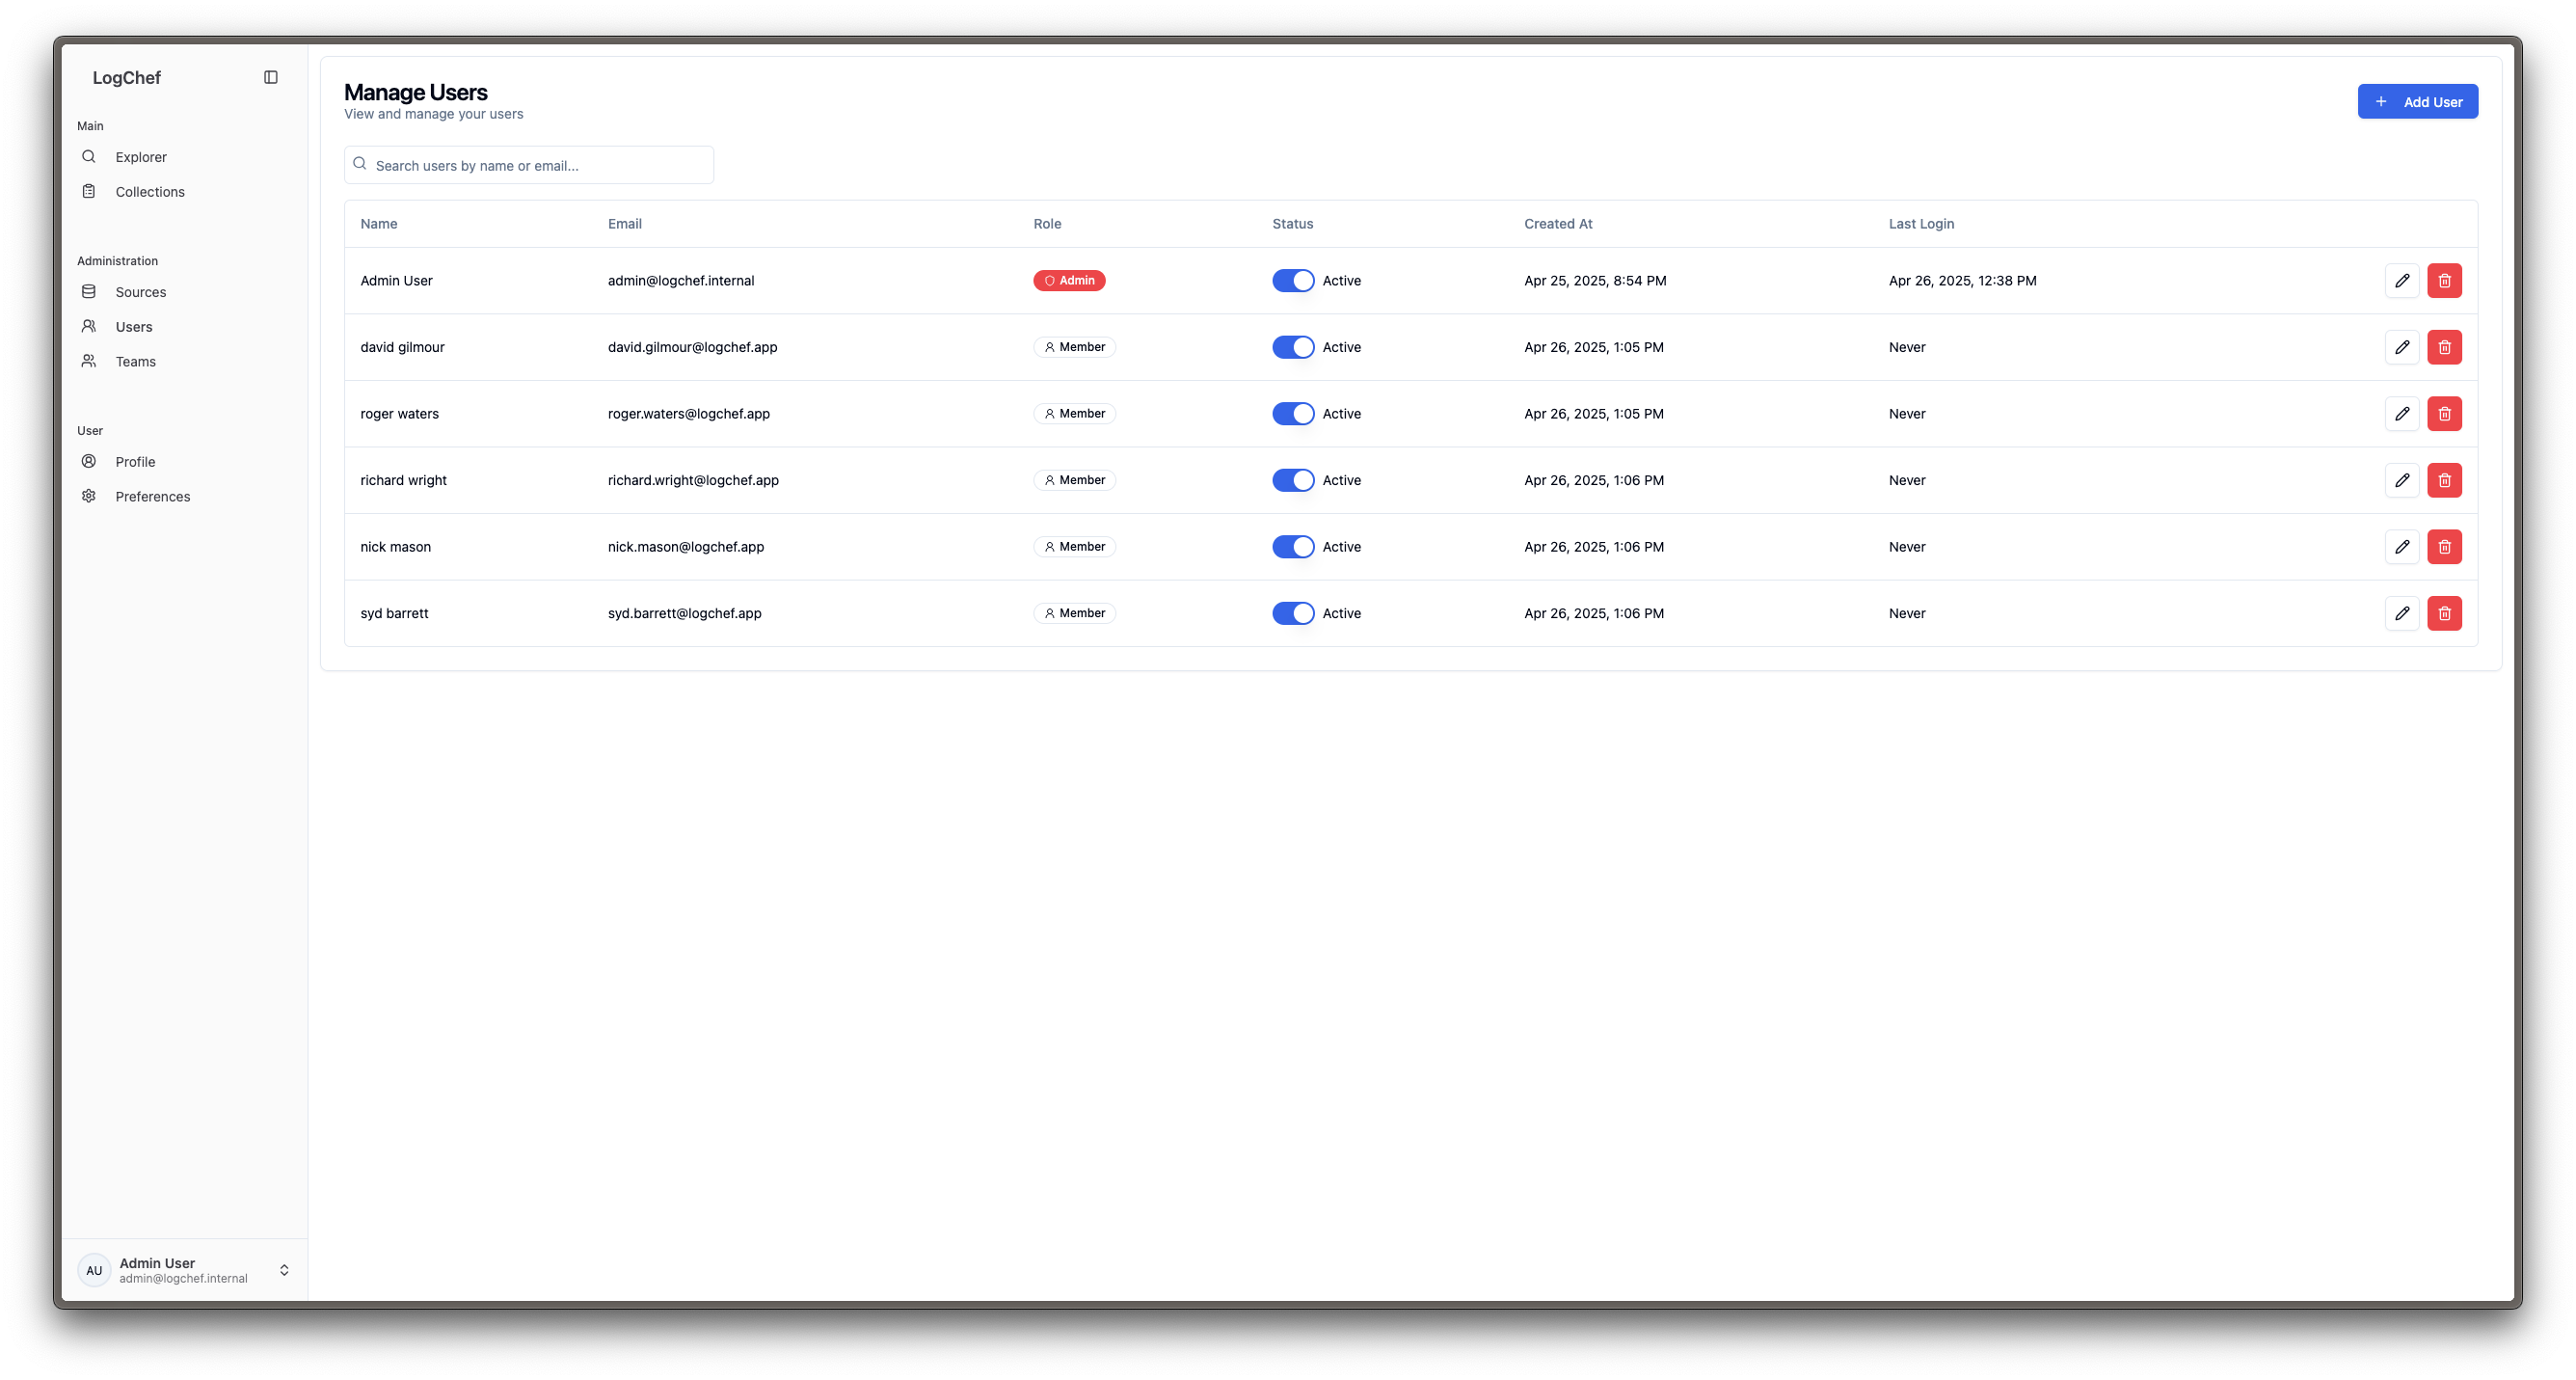 LogChef
Main
Explorer
Collections
Administration
Sources
Users
Teams
User
Profile
Preferences
AU
Admin User
admin@logchef.internal
Manage Users
View and manage your users
Add User
Search users by name or email...
Name Email Role Status Created At Last Login
Admin User admin@logchef.internal Admin Active Apr 25, 2025, 8:54 PM Apr 26, 2025, 12:38 PM
david gilmour david.gilmour@logchef.app Member Active Apr 26, 2025, 1:05 PM Never
roger waters roger.waters@logchef.app Member Active Apr 26, 2025, 1:05 PM Never
richard wright richard.wright@logchef.app Member Active Apr 26, 2025, 1:06 PM Never
nick mason nick.mason@logchef.app Member Active Apr 26, 2025, 1:06 PM Never
syd barrett syd.barrett@logchef.app Member Active Apr 26, 2025, 1:06 PM Never